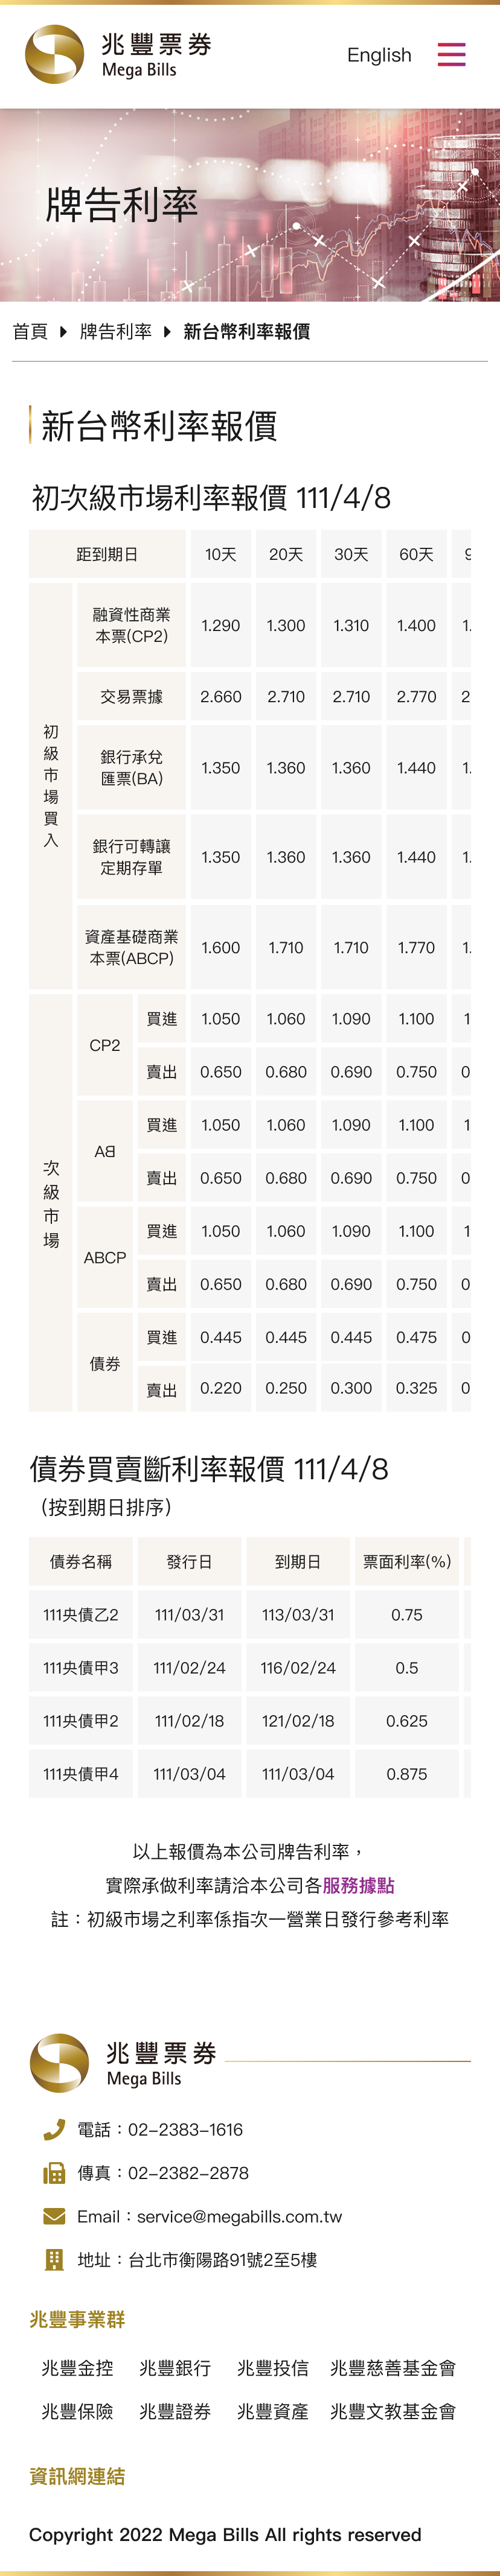 兆豐票券
Mega Bills
English
牌告利率
首頁 牌告利率 新台幣利率報價
新台幣利率報價
初次級市場利率報價 111/4/8
距到期日 10天 20天 30天 60天 9
初級市場買入
融資性商業
本票(CP2)
1.290 1.300 1.310 1.400 1.
交易票據 2.660 2.710 2.710 2.770 2
銀行承兌
匯票(BA)
1.350 1.360 1.360 1.440 1.
銀行可轉讓
定期存單
1.350 1.360 1.360 1.440 1.
資產基礎商業
本票(ABCP)
1.600 1.710 1.710 1.770 1.
次級市場
CP2
買進 1.050 1.060 1.090 1.100 1
賣出 0.650 0.680 0.690 0.750 0
AB
買進 1.050 1.060 1.090 1.100 1
賣出 0.650 0.680 0.690 0.750 0
ABCP
買進 1.050 1.060 1.090 1.100 1
賣出 0.650 0.680 0.690 0.750 0
債券
買進 0.445 0.445 0.445 0.475 0
賣出 0.220 0.250 0.300 0.325 0
債券買賣斷利率報價 111/4/8
（按到期日排序）
債券名稱 發行日 到期日 票面利率(%)
111央債乙2 111/03/31 113/03/31 0.75
111央債甲3 111/02/24 116/02/24 0.5
111央債甲2 111/02/18 121/02/18 0.625
111央債甲4 111/03/04 111/03/04 0.875
以上報價為本公司牌告利率，
實際承做利率請洽本公司各服務據點
註：初級市場之利率係指次一營業日發行參考利率
兆豐票券
Mega Bills
電話：02-2383-1616
傳真：02-2382-2878
Email：service@megabills.com.tw
地址：台北市衡陽路91號2至5樓
兆豐事業群
兆豐金控 兆豐銀行 兆豐投信 兆豐慈善基金會
兆豐保險 兆豐證券 兆豐資產 兆豐文教基金會
資訊網連結
Copyright 2022 Mega Bills All rights reserved